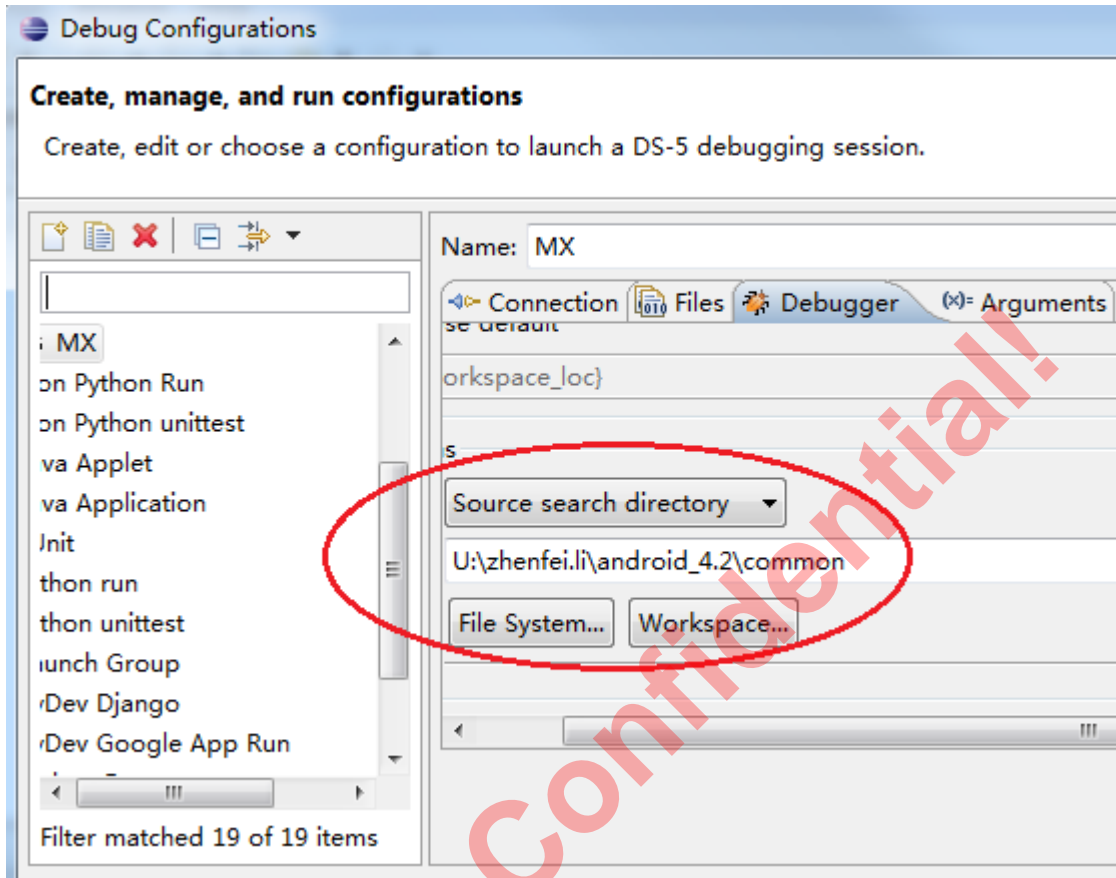 Debug Configurations
Create, manage, and run configurations
Create, edit or choose a configuration to launch a DS-5 debugging session.
Name: MX
Connection Files Debugger (x)= Arguments
se default
MX
orkspace_loc}
on Python Run
on Python unittest
s
va Applet
va Application
Source search directory
Unit
U:\zhenfei.li\android_4.2\common
thon run
thon unittest
File System... Workspace...
aunch Group
Dev Django
Dev Google App Run
Filter matched 19 of 19 items
Confidential!